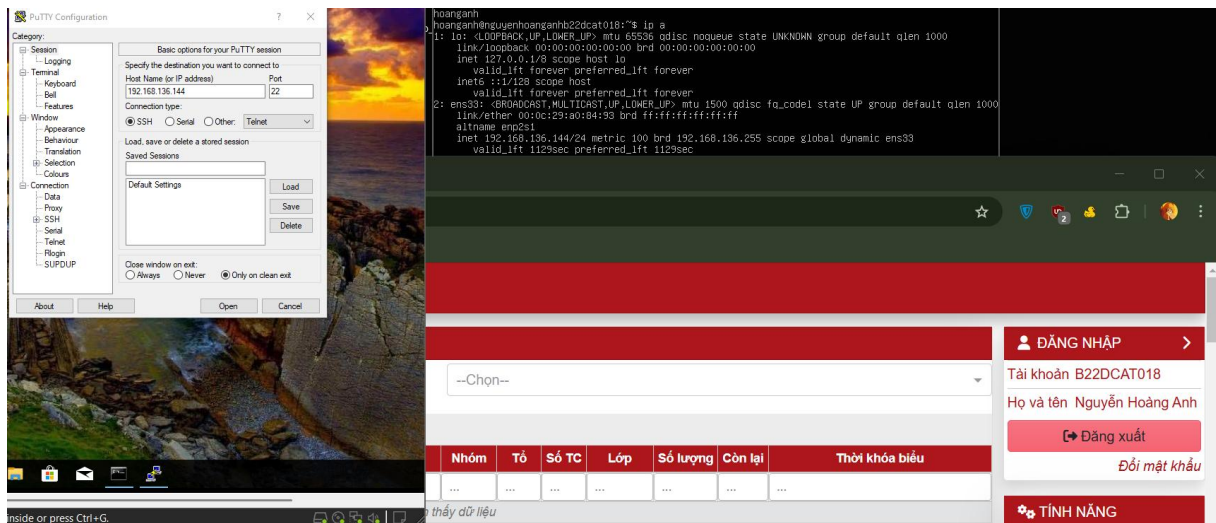 PuTTY Configuration
Category:
Session
Logging
Terminal
Keyboard
Bell
Features
Window
Appearance
Behaviour
Translation
Selection
Colours
Connection
Data
Proxy
SSH
Serial
Telnet
Rlogin
SUPDUP
Basic options for your PuTTY session
Specify the destination you want to connect to
Host Name (or IP address) Port
192.168.136.144 22
Connection type:
SSH Serial Other: Telnet
Load, save or delete a stored session
Saved Sessions
Default Settings
Load
Save
Delete
Close window on exit:
Always Never Only on clean exit
About Help Open Cancel
inside or press Ctrl+G.
hoanganh
hoanganh@nguyenhoanganhb22dcat018:~$ ip a
1: lo: <LOOPBACK,UP,LOWER_UP> mtu 65536 qdisc noqueue state UNKNOWN group default qlen 1000
link/loopback 00:00:00:00:00:00 brd 00:00:00:00:00:00
inet 127.0.0.1/8 scope host lo
valid_lft forever preferred_lft forever
inet6 ::1/128 scope host
valid_lft forever preferred_lft forever
2: ens33: <BROADCAST,MULTICAST,UP,LOWER_UP> mtu 1500 qdisc fq_codel state UP group default qlen 1000
link/ether 00:0c:29:a0:84:93 brd ff:ff:ff:ff:ff:ff
altname enp2s1
inet 192.168.136.144/24 metric 100 brd 192.168.136.255 scope global dynamic ens33
valid_lft 1129sec preferred_lft 1129sec
2
--Chọn--
Nhóm Tổ Số TC Lớp Số lượng Còn lại Thời khóa biểu
... ... ... ... ... ... ...
thấy dữ liệu
ĐĂNG NHẬP
Tài khoản B22DCAT018
Họ và tên Nguyễn Hoàng Anh
Đăng xuất
Đổi mật khẩu
TÍNH NĂNG